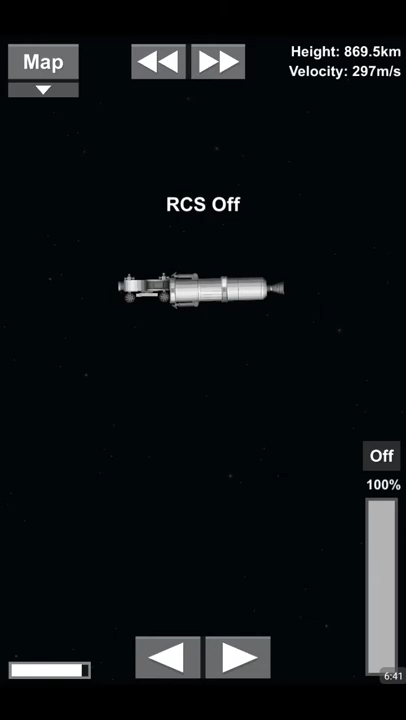 Map
Height: 869.5km
Velocity: 297m/s
RCS Off
Off
100%
6:41